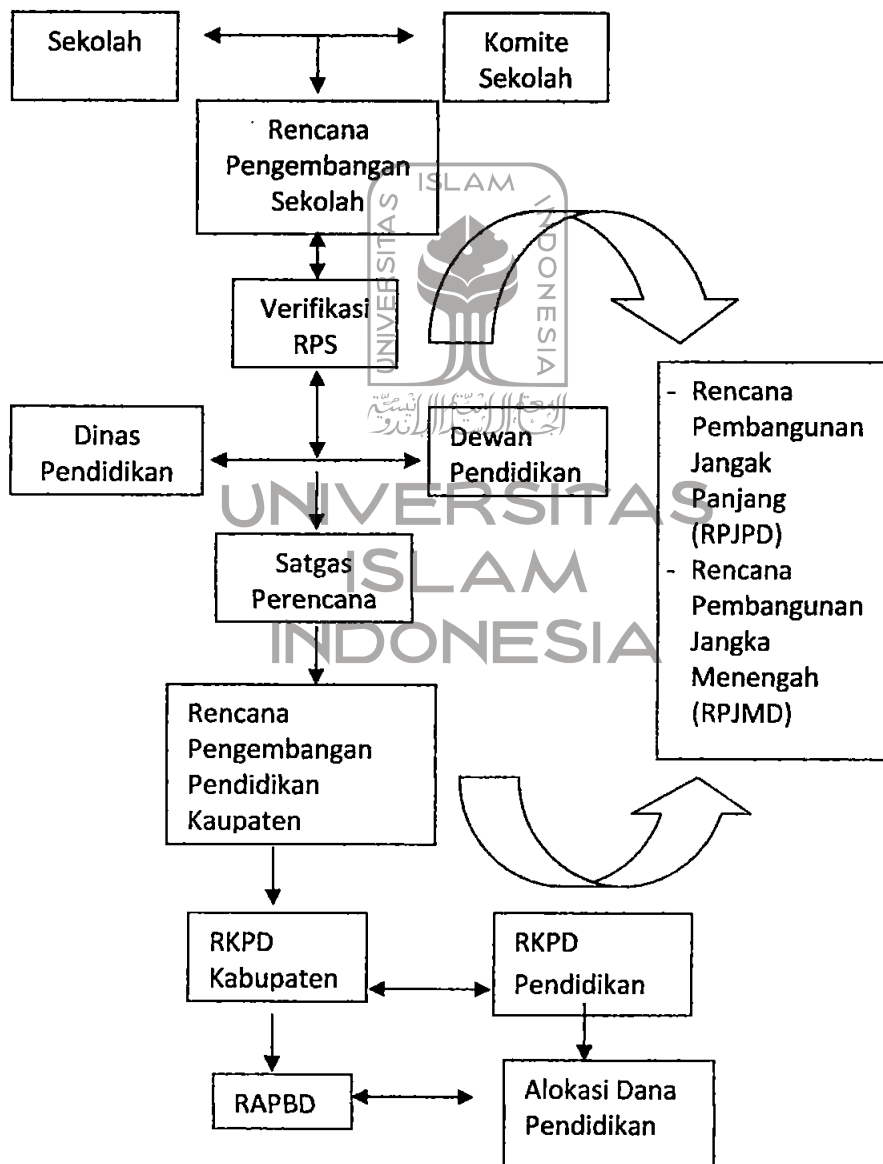 Sekolah
Komite
Sekolah
Rencana
Pengembangan
Sekolah
UNIVERSITAS
ISLAM
INDONESIA
Verifikasi
RPS
- Rencana
Pembangunan
Jangak
Panjang
(RPJPD)
- Rencana
Pembangunan
Jangka
Menengah
(RPJMD)
Dinas
Pendidikan
Dewan
Pendidikan
UNIVERSITAS
ISLAM
INDONESIA
Satgas
Perencana
Rencana
Pengembangan
Pendidikan
Kaupaten
RKPD
Kabupaten
RKPD
Pendidikan
RAPBD
Alokasi Dana
Pendidikan